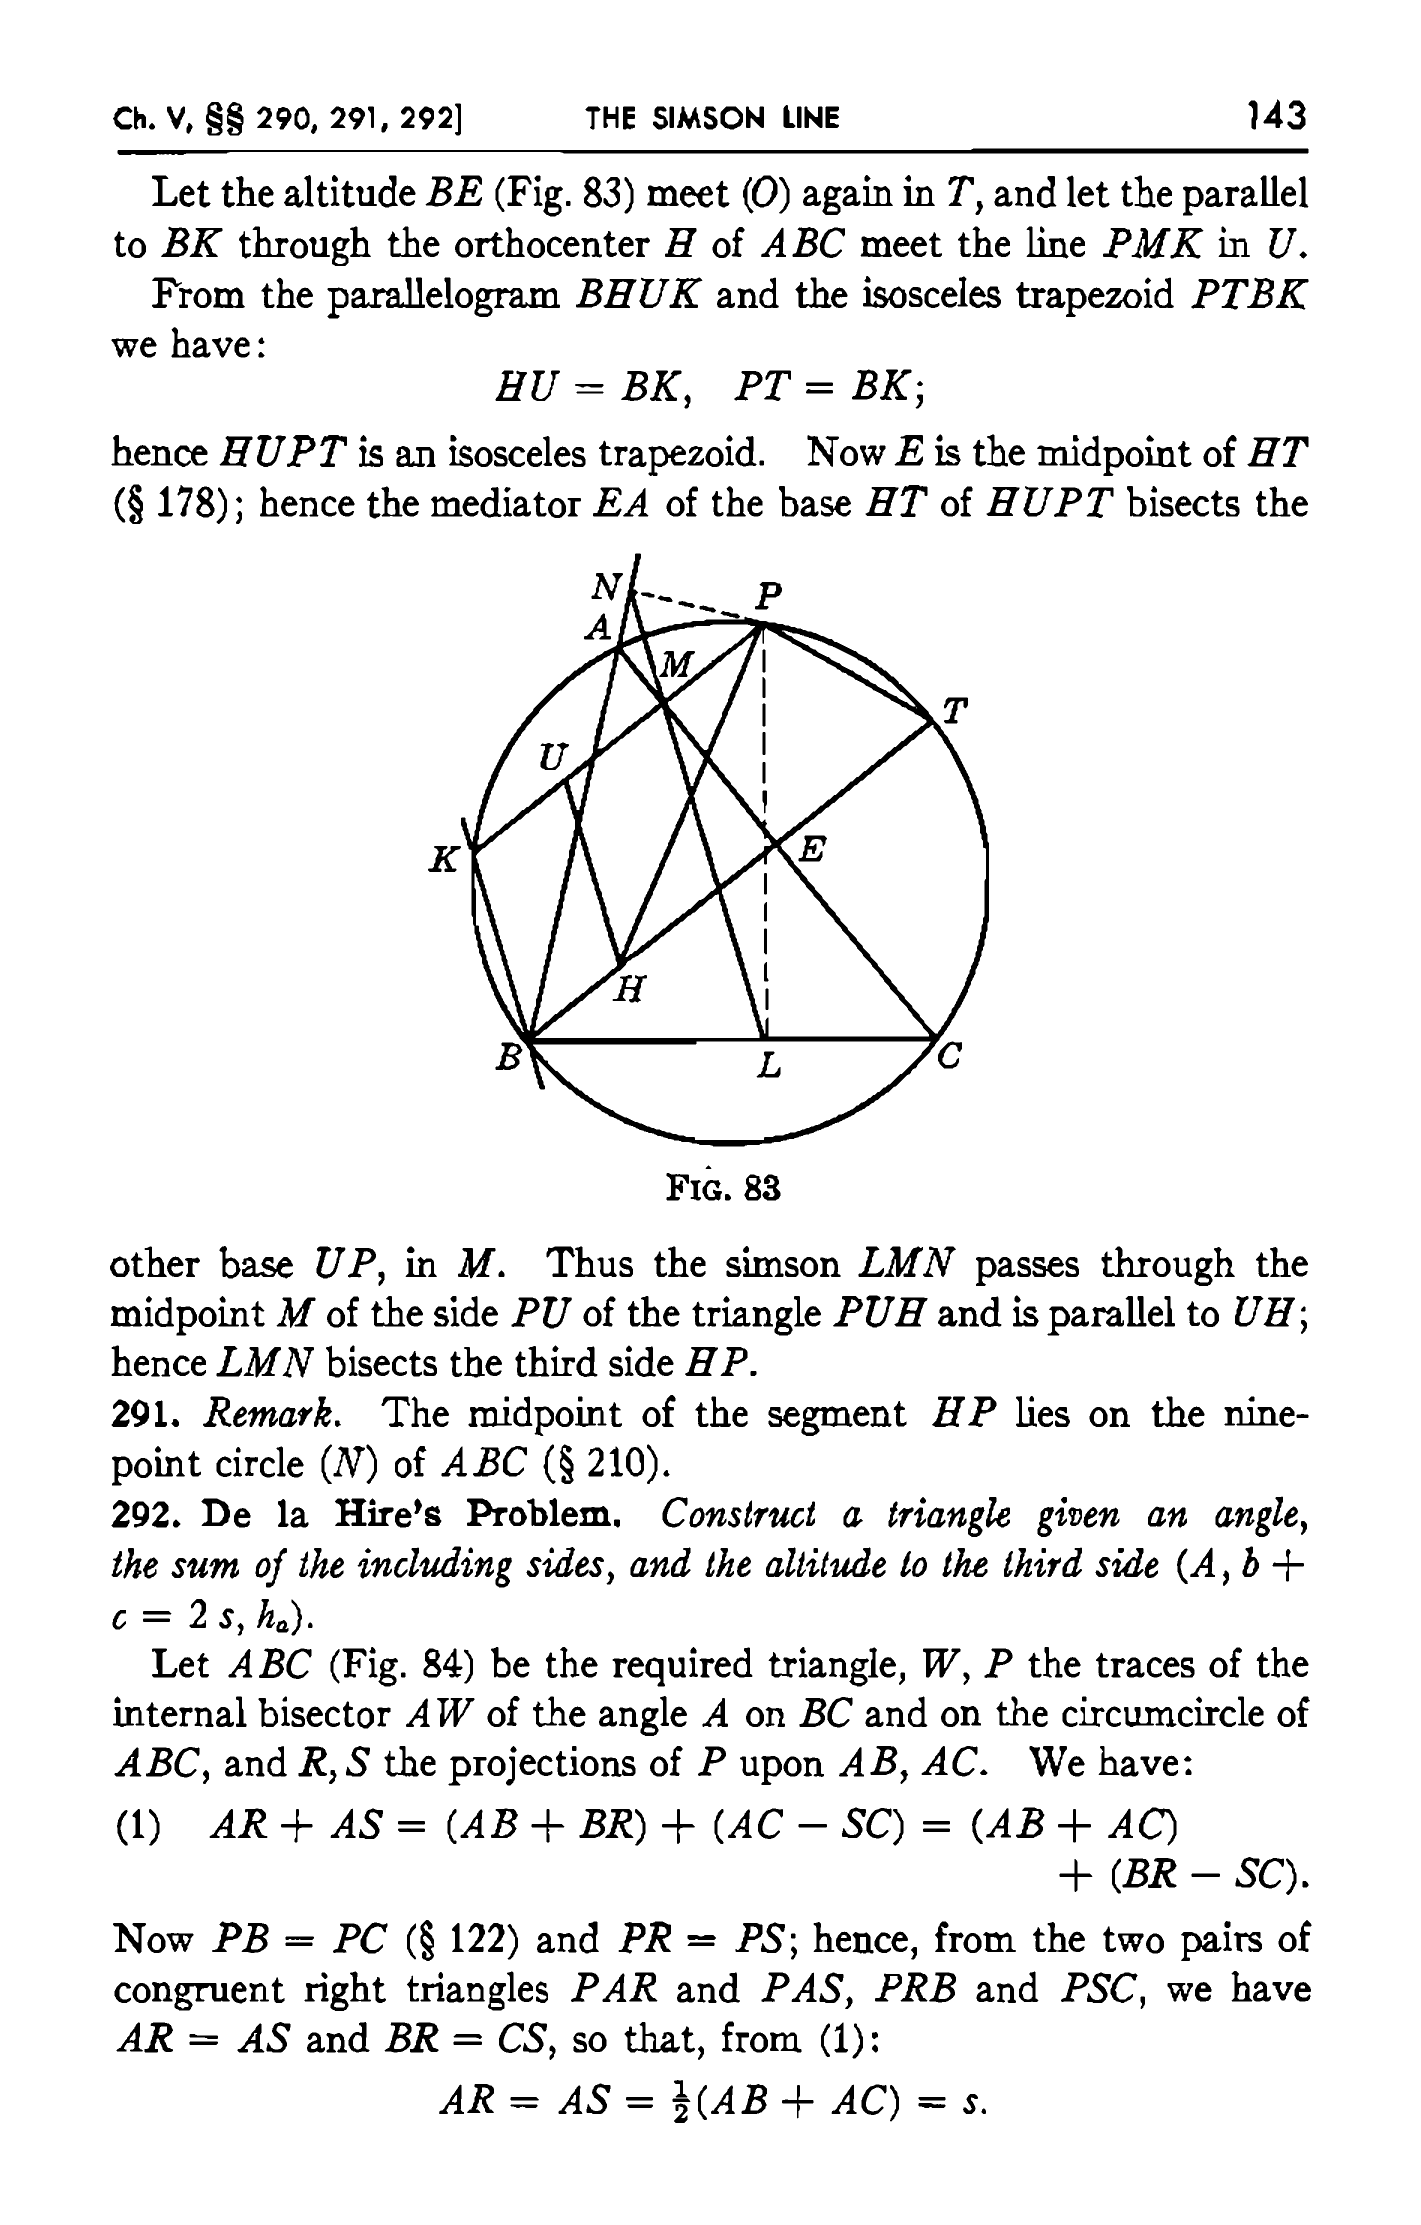 Ch. V, §§ 290, 291, 292] THE SIMSON LINE 143
Let the altitude BE (Fig. 83) meet (O) again in T, and let the parallel
to BK through the orthocenter H of ABC meet the line PMK in U.
From the parallelogram BHUK and the isosceles trapezoid PTBK
we have:
HU = BK, PT = BK;
hence HUPT is an isosceles trapezoid. Now E is the midpoint of HT
(§ 178); hence the mediator EA of the base HT of HUPT bisects the
N
P
A
M
T
U
K
E
H
B
L
C
FIG. 83
other base UP, in M. Thus the simson LMN passes through the
midpoint M of the side PU of the triangle PUH and is parallel to UH;
hence LMN bisects the third side HP.
291. Remark. The midpoint of the segment HP lies on the nine-
point circle (N) of ABC (§ 210).
292. De la Hire's Problem. Construct a triangle given an angle,
the sum of the including sides, and the altitude to the third side (A, b +
c = 2 s, hₐ).
Let ABC (Fig. 84) be the required triangle, W, P the traces of the
internal bisector AW of the angle A on BC and on the circumcircle of
ABC, and R, S the projections of P upon AB, AC. We have:
(1) AR + AS = (AB + BR) + (AC − SC) = (AB + AC)
+ (BR − SC).
Now PB = PC (§ 122) and PR = PS; hence, from the two pairs of
congruent right triangles PAR and PAS, PRB and PSC, we have
AR = AS and BR = CS, so that, from (1):
AR = AS = ½(AB + AC) = s.